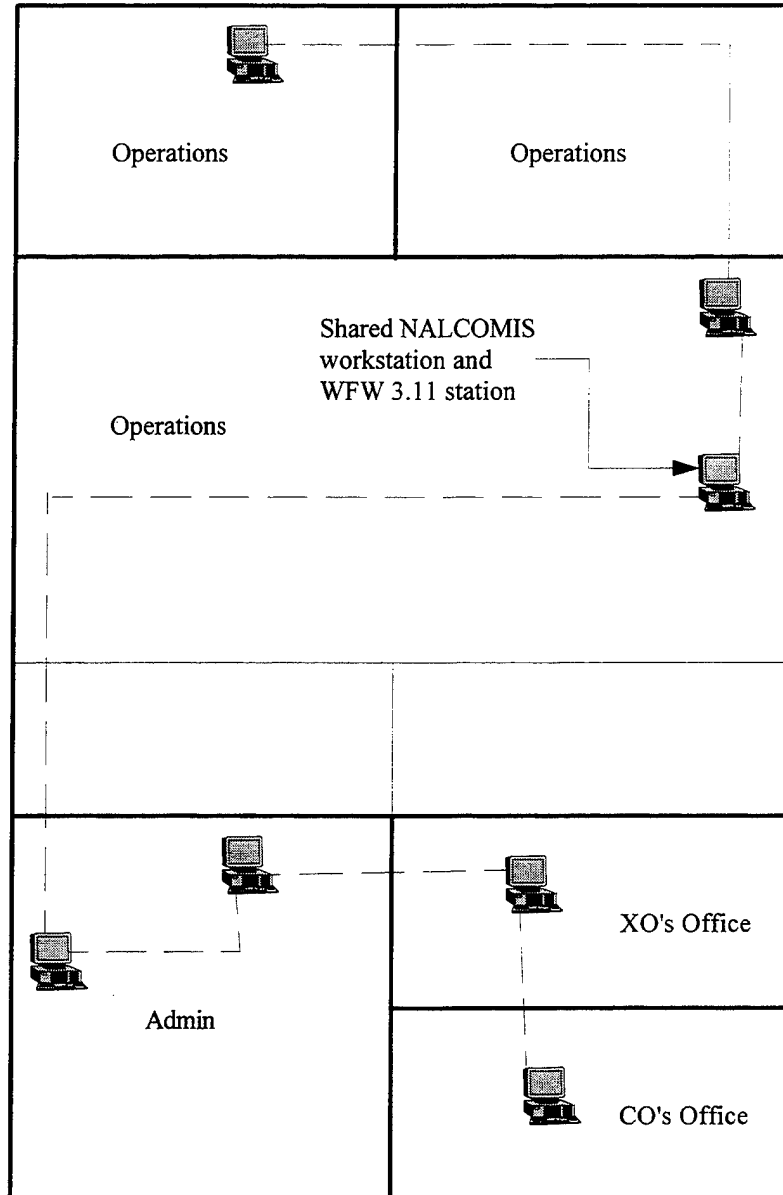 Operations
Operations
Shared NALCOMIS
workstation and
WFW 3.11 station
Operations
XO's Office
Admin
CO's Office